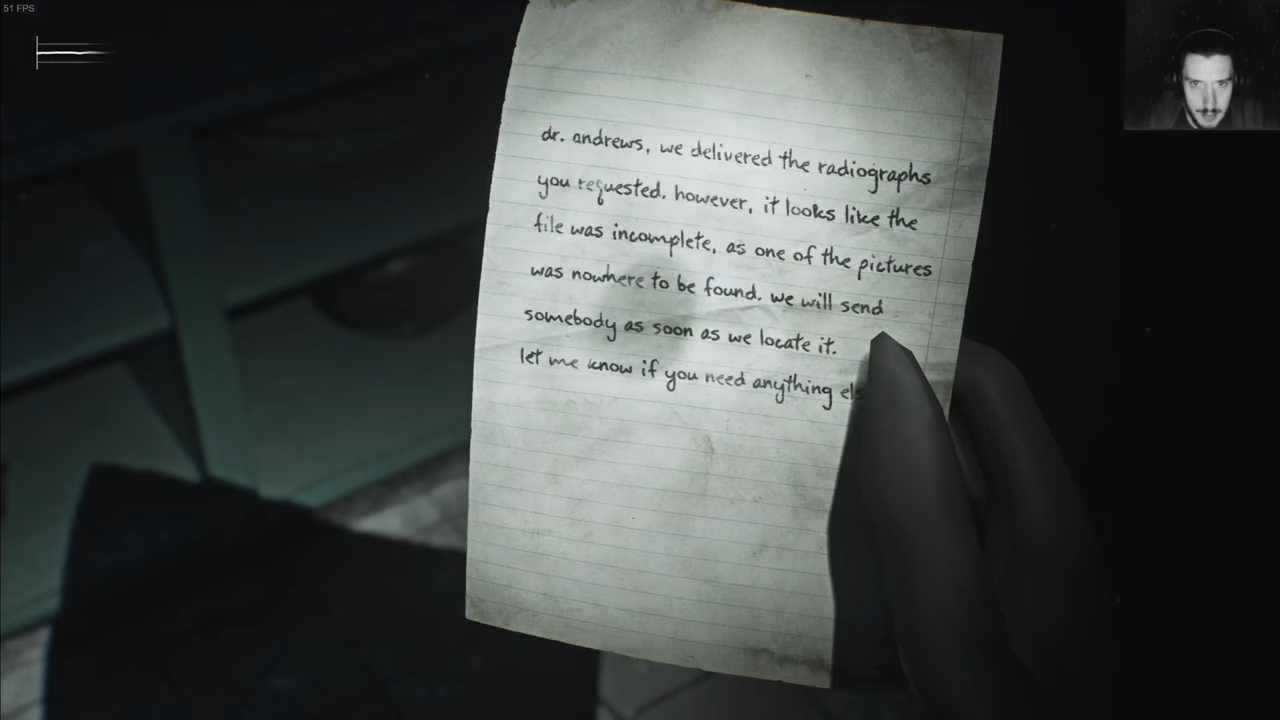 51 FPS
dr. andrews, we delivered the radiographs
you requested. however, it looks like the
file was incomplete, as one of the pictures
was nowhere to be found. we will send
somebody as soon as we locate it.
let me know if you need anything els